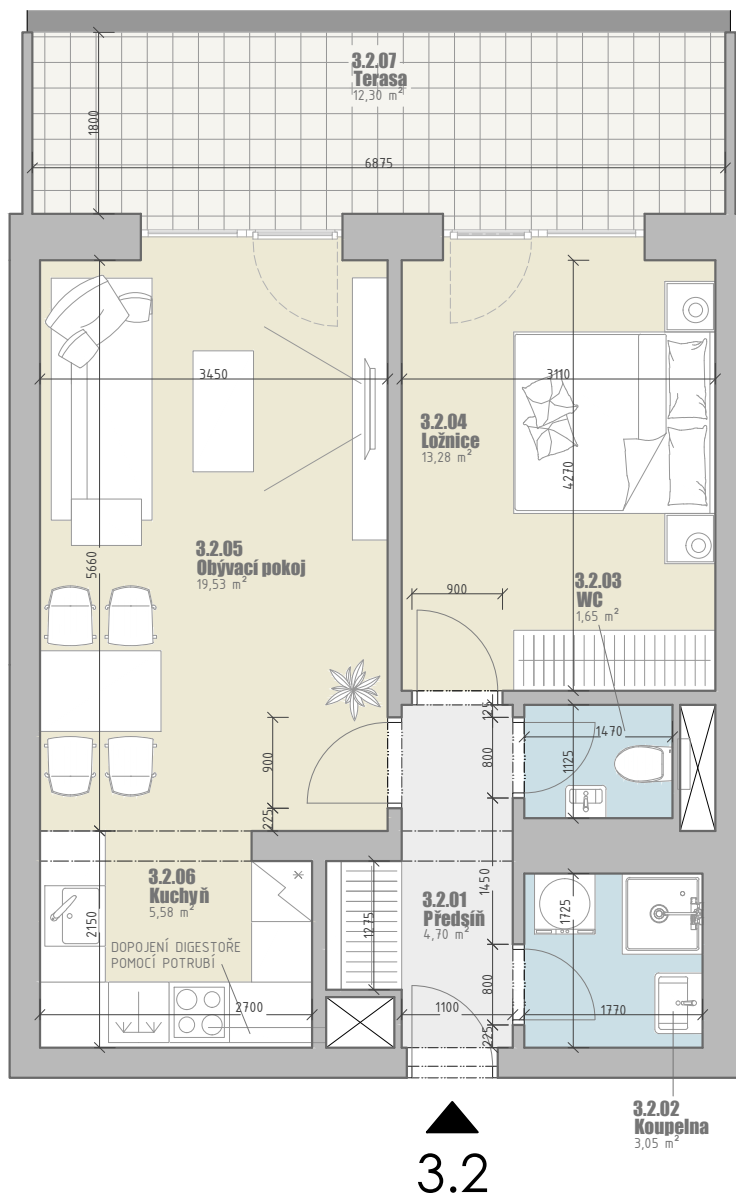 3.2.07
Terasa
12,30 m²
1800
6875
3450
3110
3.2.04
Ložnice
13,28 m²
4270
3.2.05
Obývací pokoj
19,53 m²
5660
3.2.03
WC
1,65 m²
900
125
1470
1125
800
900
225
3.2.06
Kuchyň
5,58 m²
3.2.01
Předsíň
4,70 m²
1450
1275
1725
2150
DOPOJENÍ DIGESTOŘE
POMOCÍ POTRUBÍ
800
2700
1100
1770
225
3.2.02
Koupelna
3,05 m²
3.2